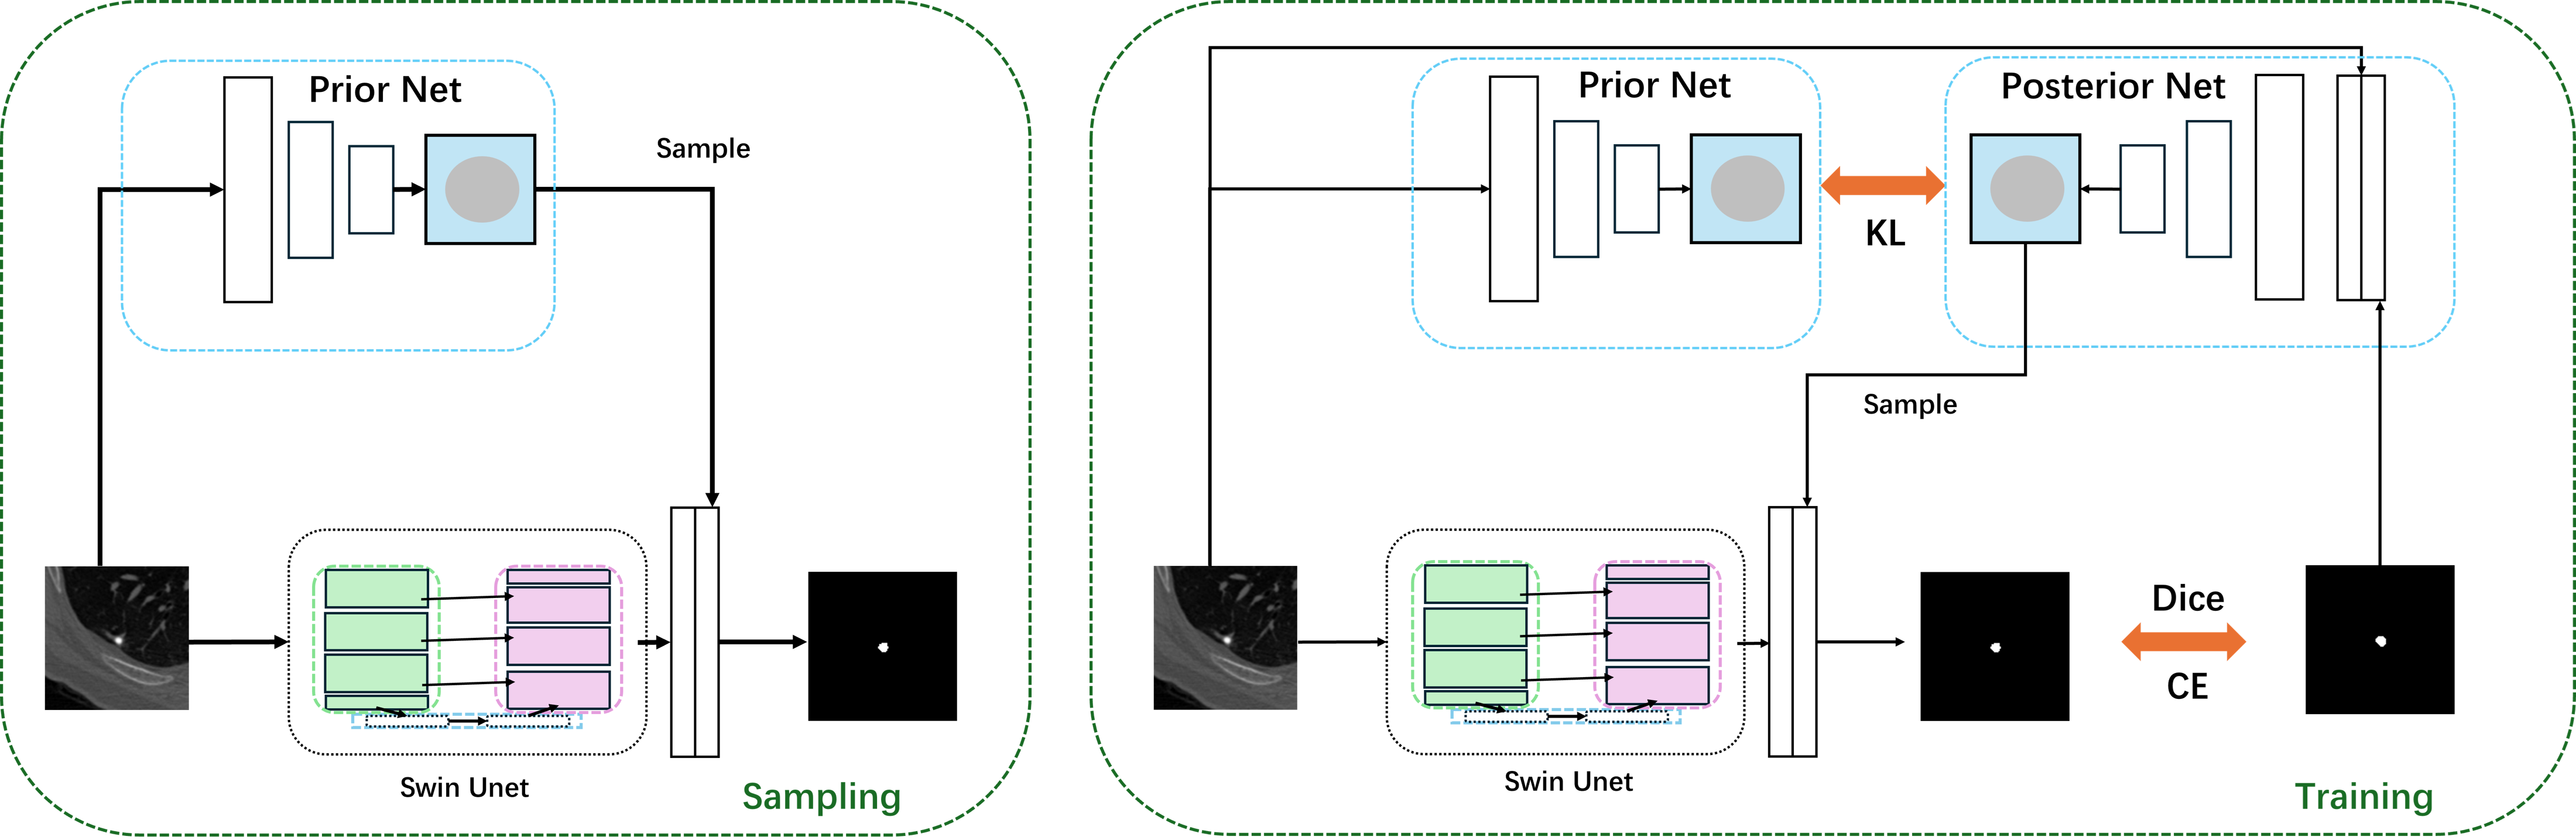 Prior Net
Sample
Swin Unet
Sampling
Prior Net
Posterior Net
KL
Sample
Dice
CE
Swin Unet
Training